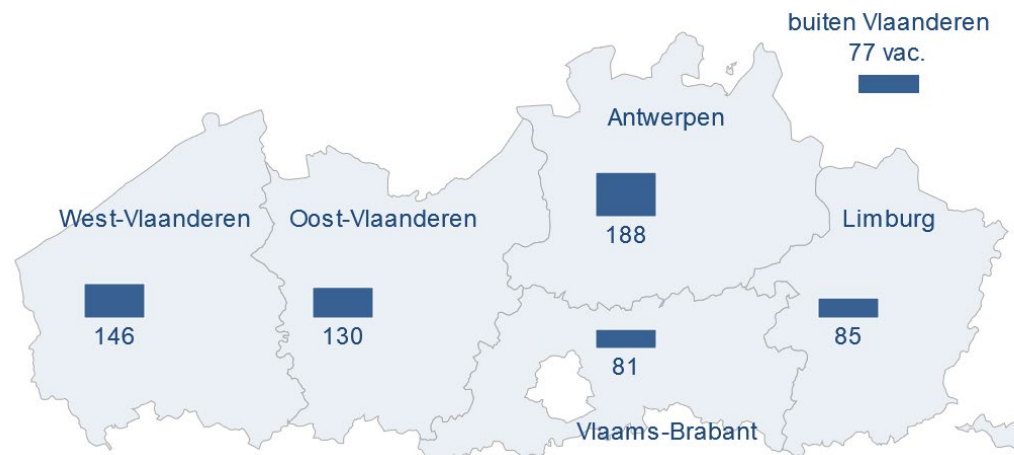 buiten Vlaanderen
77 vac.
Antwerpen
188
West-Vlaanderen
146
Oost-Vlaanderen
130
Limburg
85
81
Vlaams-Brabant